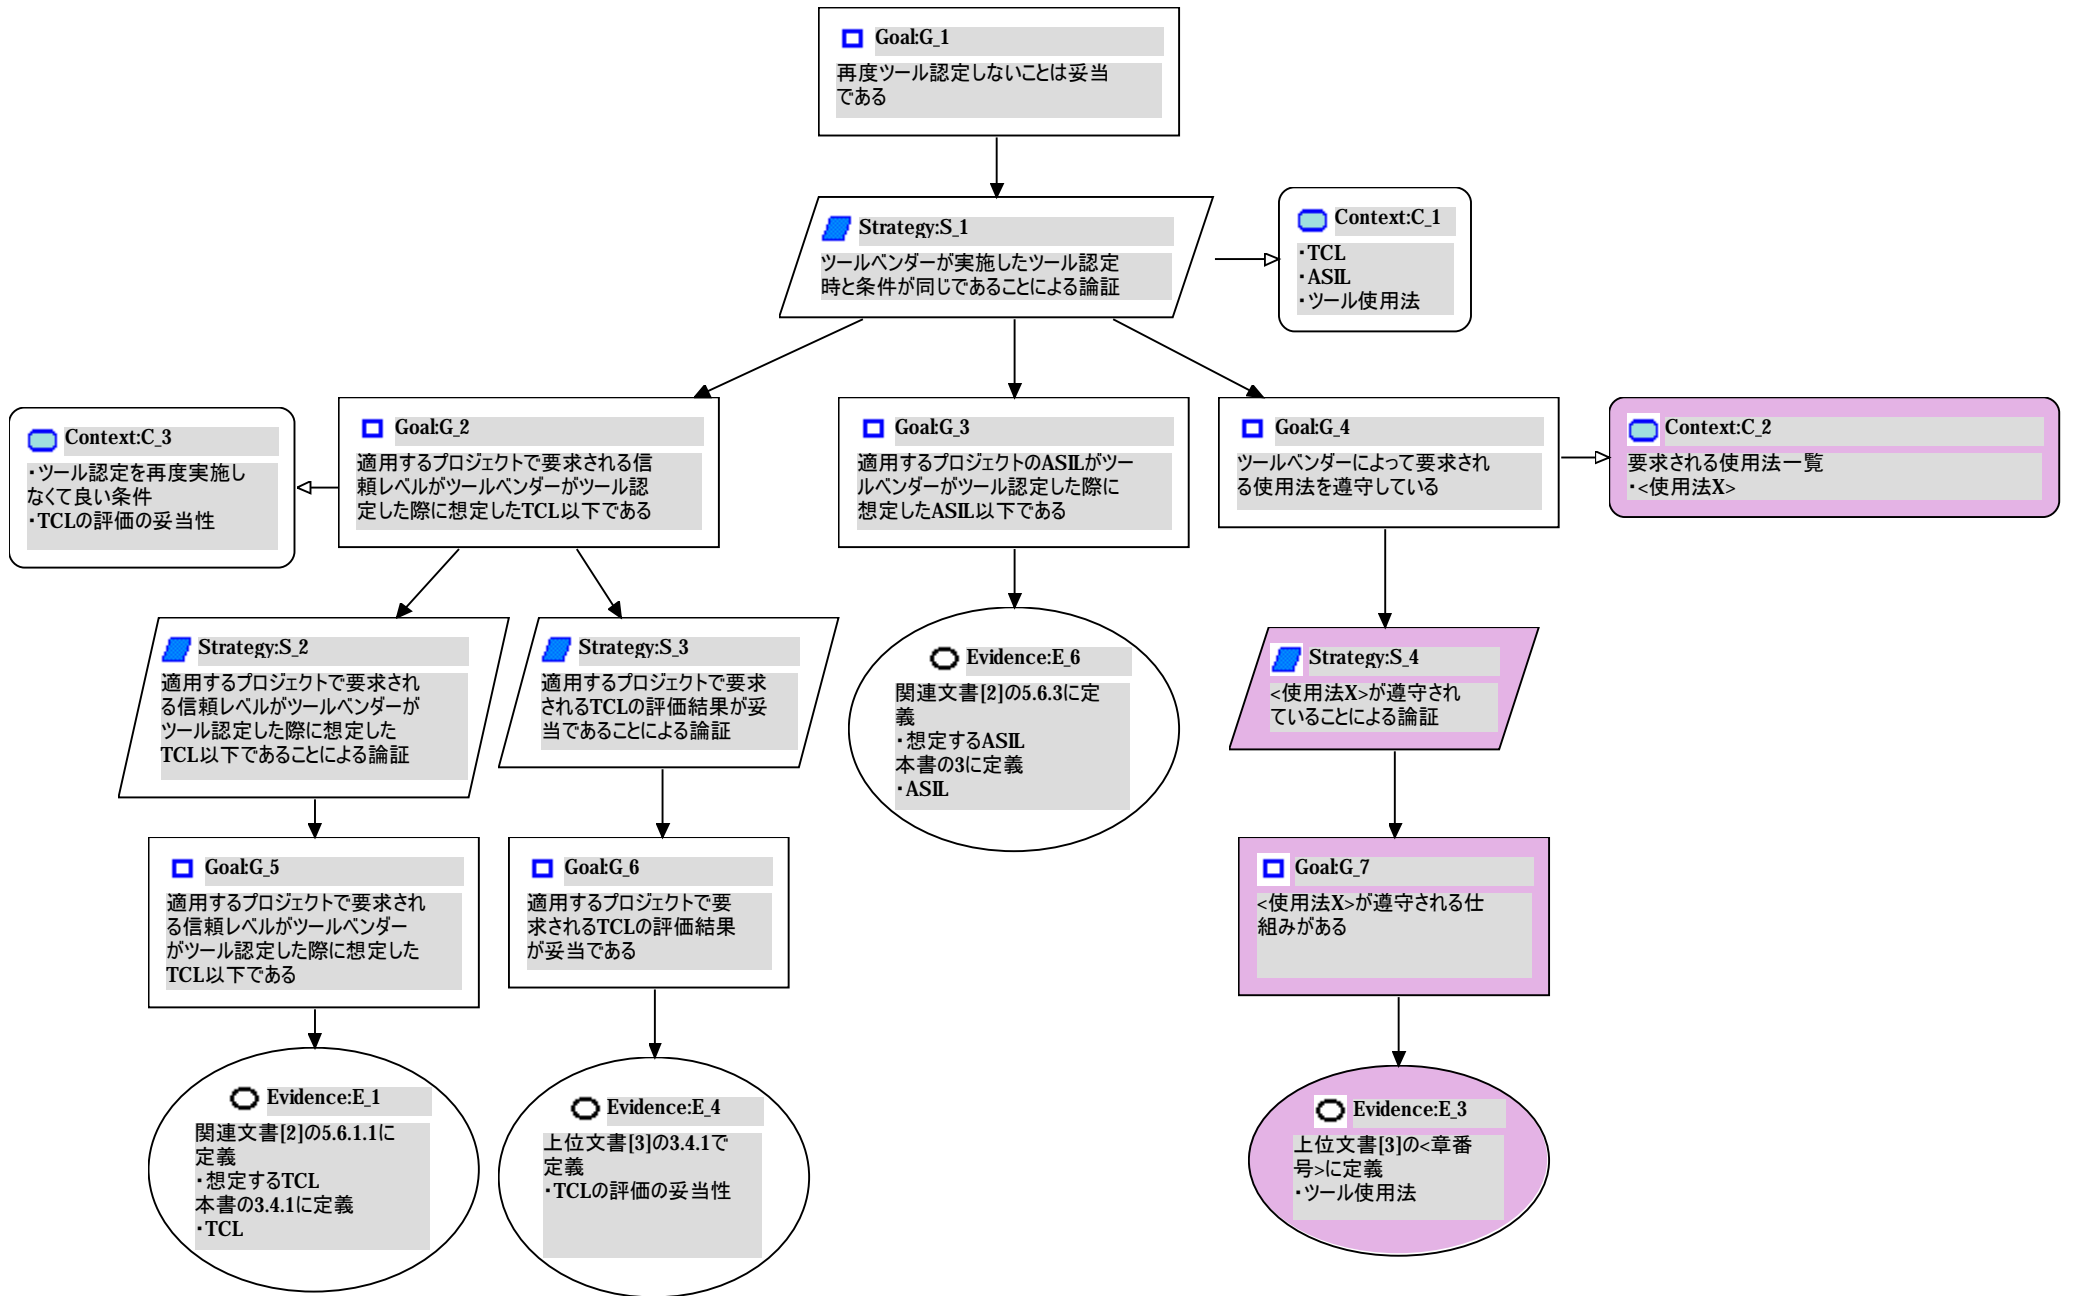 Goal:G_1
再度ツール認定しないことは妥当
である
Strategy:S_1
ツールベンダーが実施したツール認定
時と条件が同じであることによる論証
Context:C_1
・TCL
・ASIL
・ツール使用法
Context:C_3
・ツール認定を再度実施し
なくて良い条件
・TCLの評価の妥当性
Goal:G_2
適用するプロジェクトで要求される信
頼レベルがツールベンダーがツール認
定した際に想定したTCL以下である
Goal:G_3
適用するプロジェクトのASILがツー
ルベンダーがツール認定した際に
想定したASIL以下である
Goal:G_4
ツールベンダーによって要求され
る使用法を遵守している
Context:C_2
要求される使用法一覧
・<使用法X>
Strategy:S_2
適用するプロジェクトで要求され
る信頼レベルがツールベンダーが
ツール認定した際に想定した
TCL以下であることによる論証
Strategy:S_3
適用するプロジェクトで要求
されるTCLの評価結果が妥
当であることによる論証
Evidence:E_6
関連文書[2]の5.6.3に定
義
・想定するASIL
本書の3に定義
・ASIL
Strategy:S_4
<使用法X>が遵守され
ていることによる論証
Goal:G_5
適用するプロジェクトで要求され
る信頼レベルがツールベンダー
がツール認定した際に想定した
TCL以下である
Goal:G_6
適用するプロジェクトで要
求されるTCLの評価結果
が妥当である
Goal:G_7
<使用法X>が遵守される仕
組みがある
Evidence:E_1
関連文書[2]の5.6.1.1に
定義
・想定するTCL
本書の3.4.1に定義
・TCL
Evidence:E_4
上位文書[3]の3.4.1で
定義
・TCLの評価の妥当性
Evidence:E_3
上位文書[3]の<章番
号>に定義
・ツール使用法